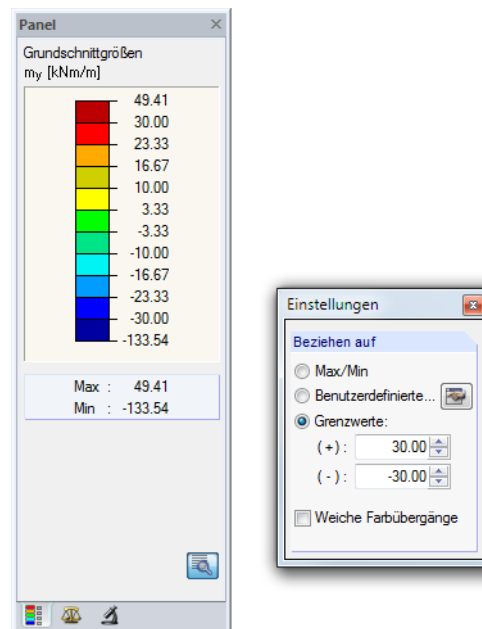 Panel
Grundschnittgrößen
my [kNm/m]
49.41
30.00
23.33
16.67
10.00
3.33
-3.33
-10.00
-16.67
-23.33
-30.00
-133.54
Max : 49.41
Min : -133.54
Einstellungen
Beziehen auf
Max/Min
Benutzerdefinierte...
Grenzwerte:
(+): 30.00
(-): -30.00
Weiche Farbübergänge